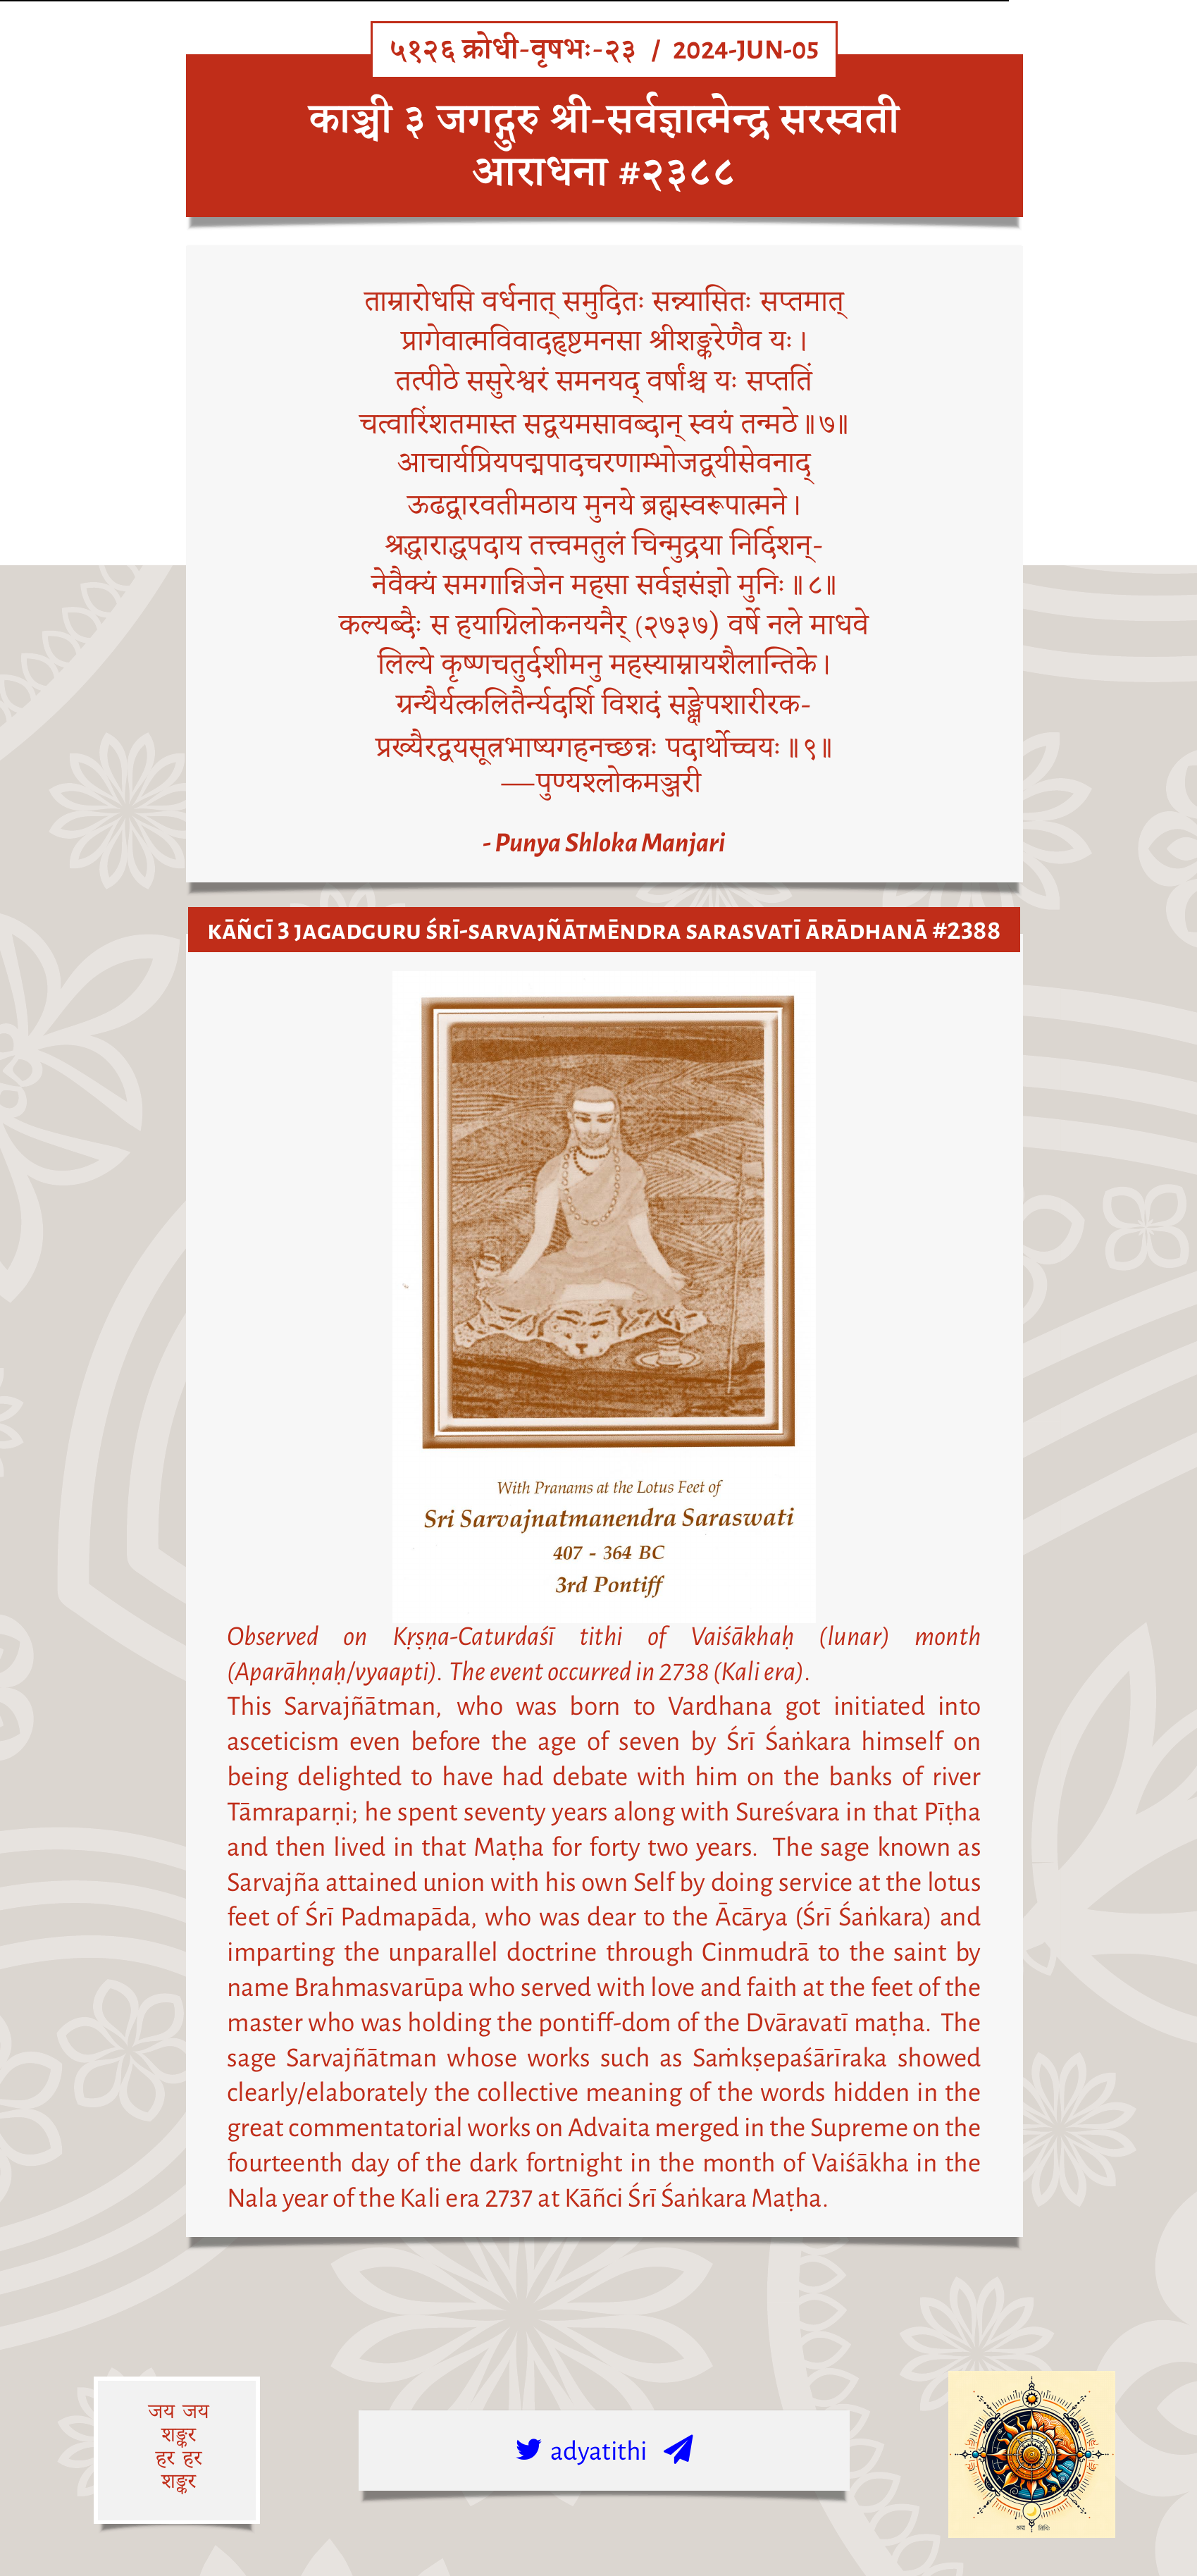 ५१२६ क्रोधी-वृषभः-२३ / 2024-JUN-05
काञ्ची ३ जगद्गुरु श्री-सर्वज्ञात्मेन्द्र सरस्वती
आराधना #२३८८
ताम्रारोधसि वर्धनात् समुदितः सन्न्यासितः सप्तमात्
प्रागेवात्मविवादहृष्टमनसा श्रीशङ्करेणैव यः।
तत्पीठे ससुरेश्वरं समनयद् वर्षांश्च यः सप्ततिं
चत्वारिंशतमास्त सद्वयमसावब्दान् स्वयं तन्मठे॥७॥
आचार्यप्रियपद्मपादचरणाम्भोजद्वयीसेवनाद्
ऊढद्वारवतीमठाय मुनये ब्रह्मस्वरूपात्मने।
श्रद्धाराद्धपदाय तत्त्वमतुलं चिन्मुद्रया निर्दिशन्-
नेवैक्यं समगान्निजेन महसा सर्वज्ञसंज्ञो मुनिः॥८॥
कल्यब्दैः स हयाग्निलोकनयनैर् (२७३७) वर्षे नले माधवे
लिल्ये कृष्णचतुर्दशीमनु महस्याम्नायशैलान्तिके।
ग्रन्थैर्यत्कलितैर्न्यदर्शि विशदं सङ्क्षेपशारीरक-
प्रख्यैरद्वयसूत्रभाष्यगहनच्छन्नः पदार्थोच्चयः॥९॥
—पुण्यश्लोकमञ्जरी
- Punya Shloka Manjari
KĀÑCĪ 3 JAGADGURU ŚRĪ-SARVAJÑĀTMĒNDRA SARASVATĪ ĀRĀDHANĀ #2388
With Pranams at the Lotus Feet of
Sri Sarvajnatmanendra Saraswati
407 - 364 BC
3rd Pontiff
Observed on Kṛṣṇa-Caturdaśī tithi of Vaiśākhaḥ (lunar) month
(Aparāhṇaḥ/vyaapti). The event occurred in 2738 (Kali era).
This Sarvajñātman, who was born to Vardhana got initiated into
asceticism even before the age of seven by Śrī Śaṅkara himself on
being delighted to have had debate with him on the banks of river
Tāmraparṇi; he spent seventy years along with Sureśvara in that Pīṭha
and then lived in that Maṭha for forty two years. The sage known as
Sarvajña attained union with his own Self by doing service at the lotus
feet of Śrī Padmapāda, who was dear to the Ācārya (Śrī Śaṅkara) and
imparting the unparallel doctrine through Cinmudrā to the saint by
name Brahmasvarūpa who served with love and faith at the feet of the
master who was holding the pontiff-dom of the Dvāravatī maṭha. The
sage Sarvajñātman whose works such as Saṁkṣepaśārīraka showed
clearly/elaborately the collective meaning of the words hidden in the
great commentatorial works on Advaita merged in the Supreme on the
fourteenth day of the dark fortnight in the month of Vaiśākha in the
Nala year of the Kali era 2737 at Kāñci Śrī Śaṅkara Maṭha.
जय जय
शङ्कर
हर हर
शङ्कर
adyatithi
अद्य तिथिः